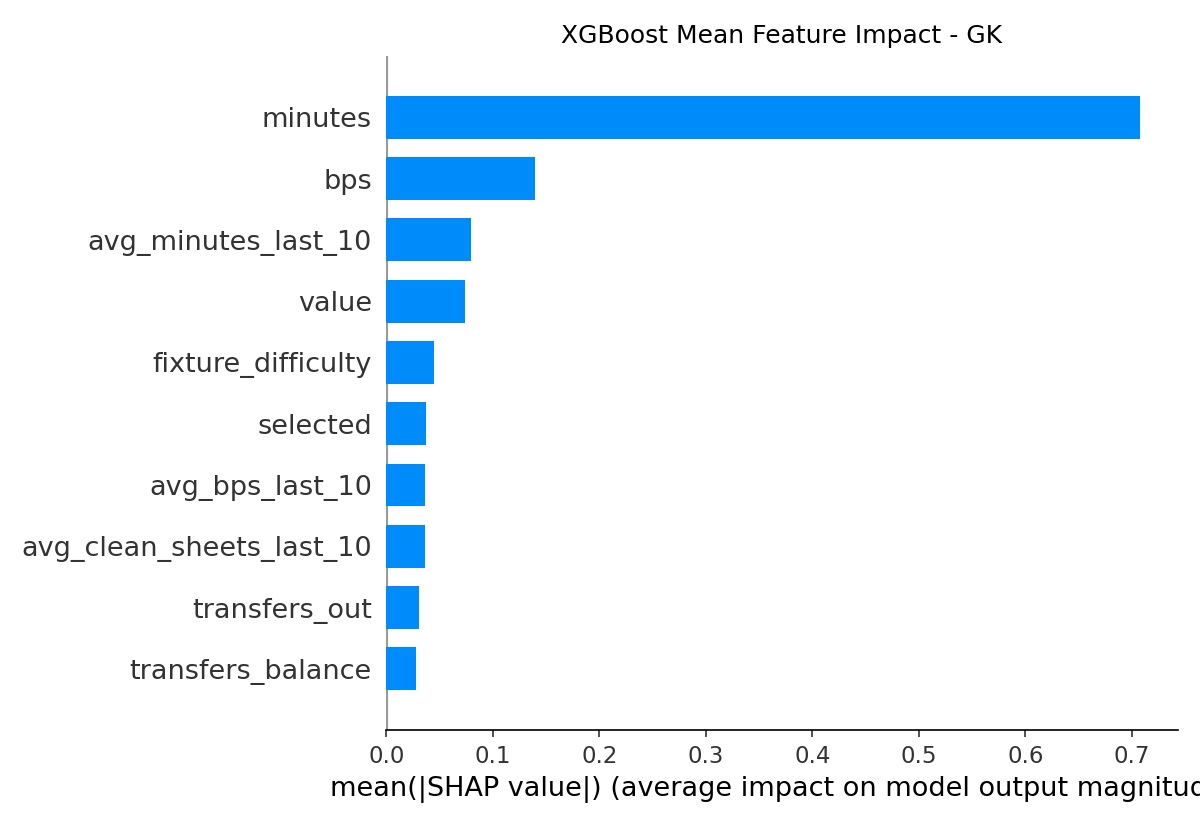 XGBoost Mean Feature Impact - GK
minutes
bps
avg_minutes_last_10
value
fixture_difficulty
selected
avg_bps_last_10
avg_clean_sheets_last_10
transfers_out
transfers_balance
0.0 0.1 0.2 0.3 0.4 0.5 0.6 0.7
mean(|SHAP value|) (average impact on model output magnitud